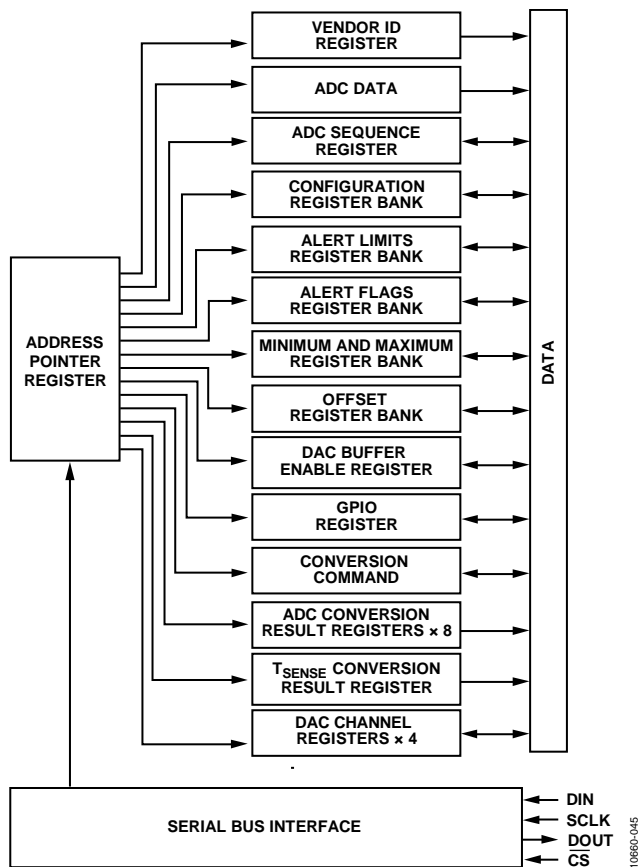 VENDOR ID
REGISTER
ADC DATA
ADC SEQUENCE
REGISTER
CONFIGURATION
REGISTER BANK
ALERT LIMITS
REGISTER BANK
ALERT FLAGS
REGISTER BANK
ADDRESS
POINTER
REGISTER
MINIMUM AND MAXIMUM
REGISTER BANK
OFFSET
REGISTER BANK
DAC BUFFER
ENABLE REGISTER
GPIO
REGISTER
CONVERSION
COMMAND
ADC CONVERSION
RESULT REGISTERS × 8
TSENSE CONVERSION
RESULT REGISTER
DAC CHANNEL
REGISTERS × 4
DATA
SERIAL BUS INTERFACE
DIN
SCLK
DOUT
CS
10660-045